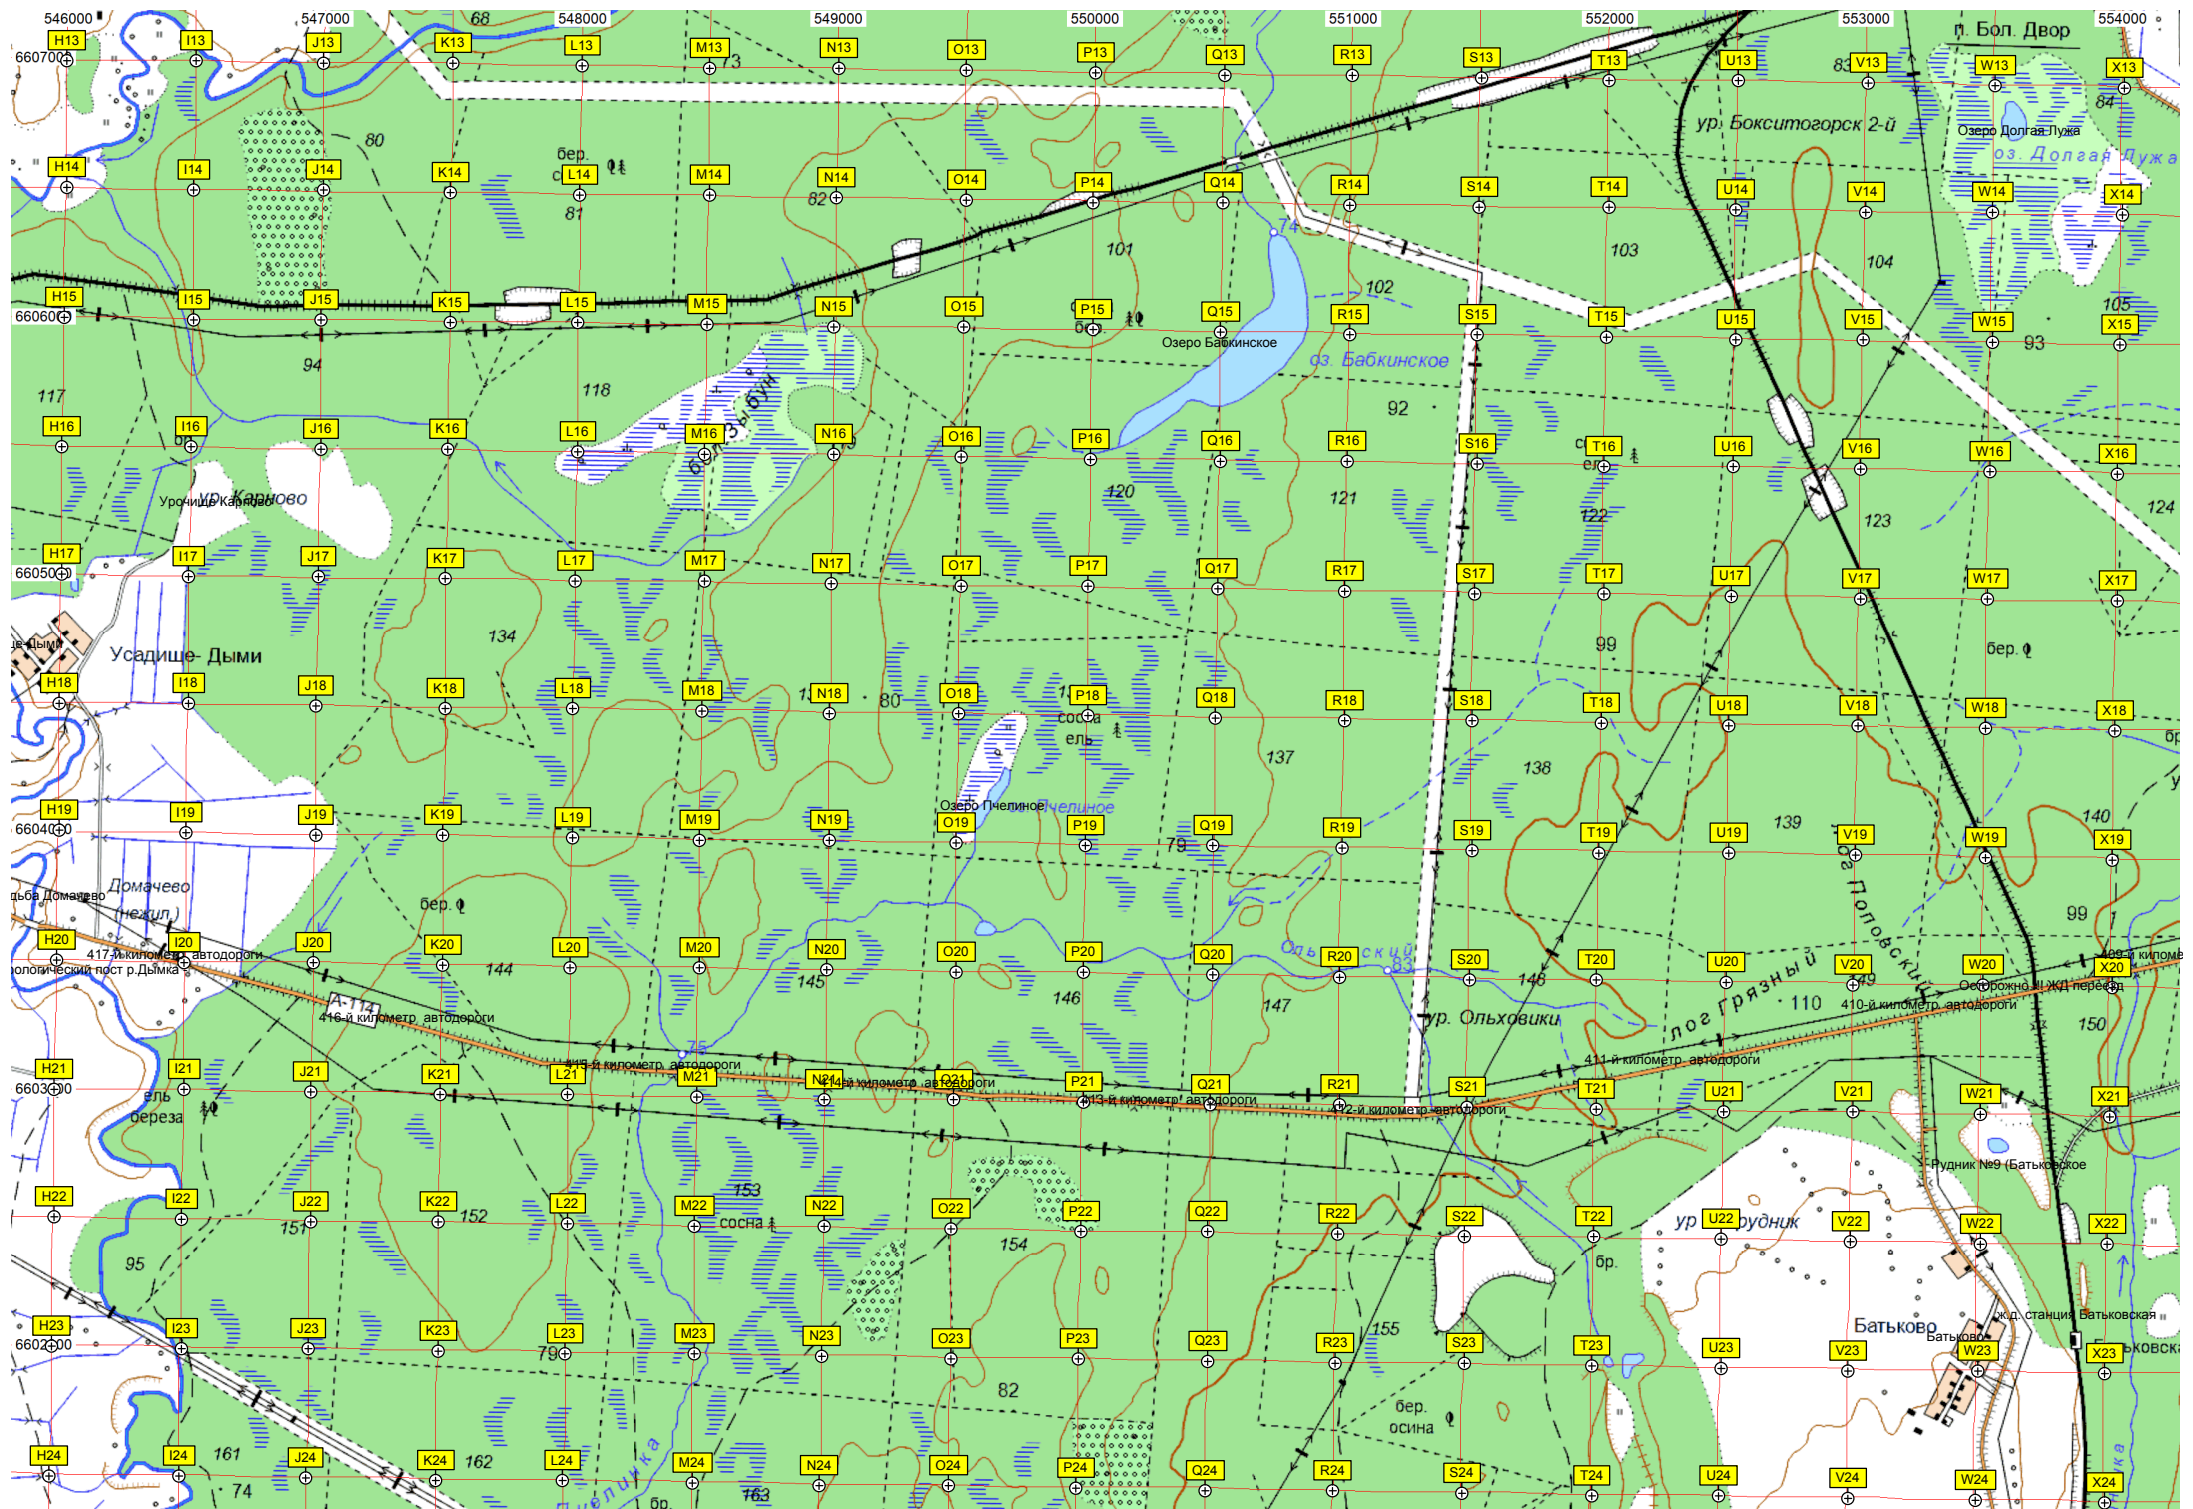 546000 547000 548000 549000 550000 551000 552000 553000 554000
68
п. Бол. Двор
H13 I13 J13 K13 L13 M13 N13 O13 P13 Q13 R13 S13 T13 U13 V13 W13 X13
73
83
84
ур. Бокситогорск 2-й
Озеро Долгая Лужа
оз. Долгая Лужа
80
бер.
H14 I14 J14 K14 L14 M14 N14 O14 P14 Q14 R14 S14 T14 U14 V14 W14 X14
81
82
74
101
103
104
102
105
H15 I15 J15 K15 L15 M15 N15 O15 P15 Q15 R15 S15 T15 U15 V15 W15 X15
бер.
93
Озеро Бабкинское
оз. Бабкинское
94
117
118
92
H16 I16 J16 K16 L16 M16 N16 O16 P16 Q16 R16 S16 T16 U16 V16 W16 X16
Урочище Карпово
ур. Карпово
120
121
122
123
124
H17 I17 J17 K17 L17 M17 N17 O17 P17 Q17 R17 S17 T17 U17 V17 W17 X17
134
99
бер.
Усадище-Дыми
H18 I18 J18 K18 L18 M18 N18 O18 P18 Q18 R18 S18 T18 U18 V18 W18 X18
80
сосна
ель
137
138
Озеро Пчелиное
139
140
H19 I19 J19 K19 L19 M19 N19 O19 P19 Q19 R19 S19 T19 U19 V19 W19 X19
79
лог Поповский
Домачево
(нежил.)
бер.
99
H20 I20 J20 K20 L20 M20 N20 O20 P20 Q20 R20 S20 T20 U20 V20 W20 X20
417-й километр автодороги
83
144
145
146
147
148
149
Осторожно!!! ЖД переезд
А-114
416-й километр автодороги
ур. Ольховики
лог Грязный
110
410-й километр автодороги
150
75
415-й километр автодороги
411-й километр автодороги
H21 I21 J21 K21 L21 M21 N21 O21 P21 Q21 R21 S21 T21 U21 V21 W21 X21
414-й километр автодороги
413-й километр автодороги
412-й километр автодороги
ель
береза
Рудник №9 (Батьковское
H22 I22 J22 K22 L22 M22 N22 O22 P22 Q22 R22 S22 T22 U22 V22 W22 X22
151
152
153
сосна
154
95
бр.
Батьково
Батьково
ж.д. станция Батьковская
155
H23 I23 J23 K23 L23 M23 N23 O23 P23 Q23 R23 S23 T23 U23 V23 W23 X23
79
82
бер.
осина
H24 I24 J24 K24 L24 M24 N24 O24 P24 Q24 R24 S24 T24 U24 V24 W24 X24
161
162
163
74
бр.
Пчелинка